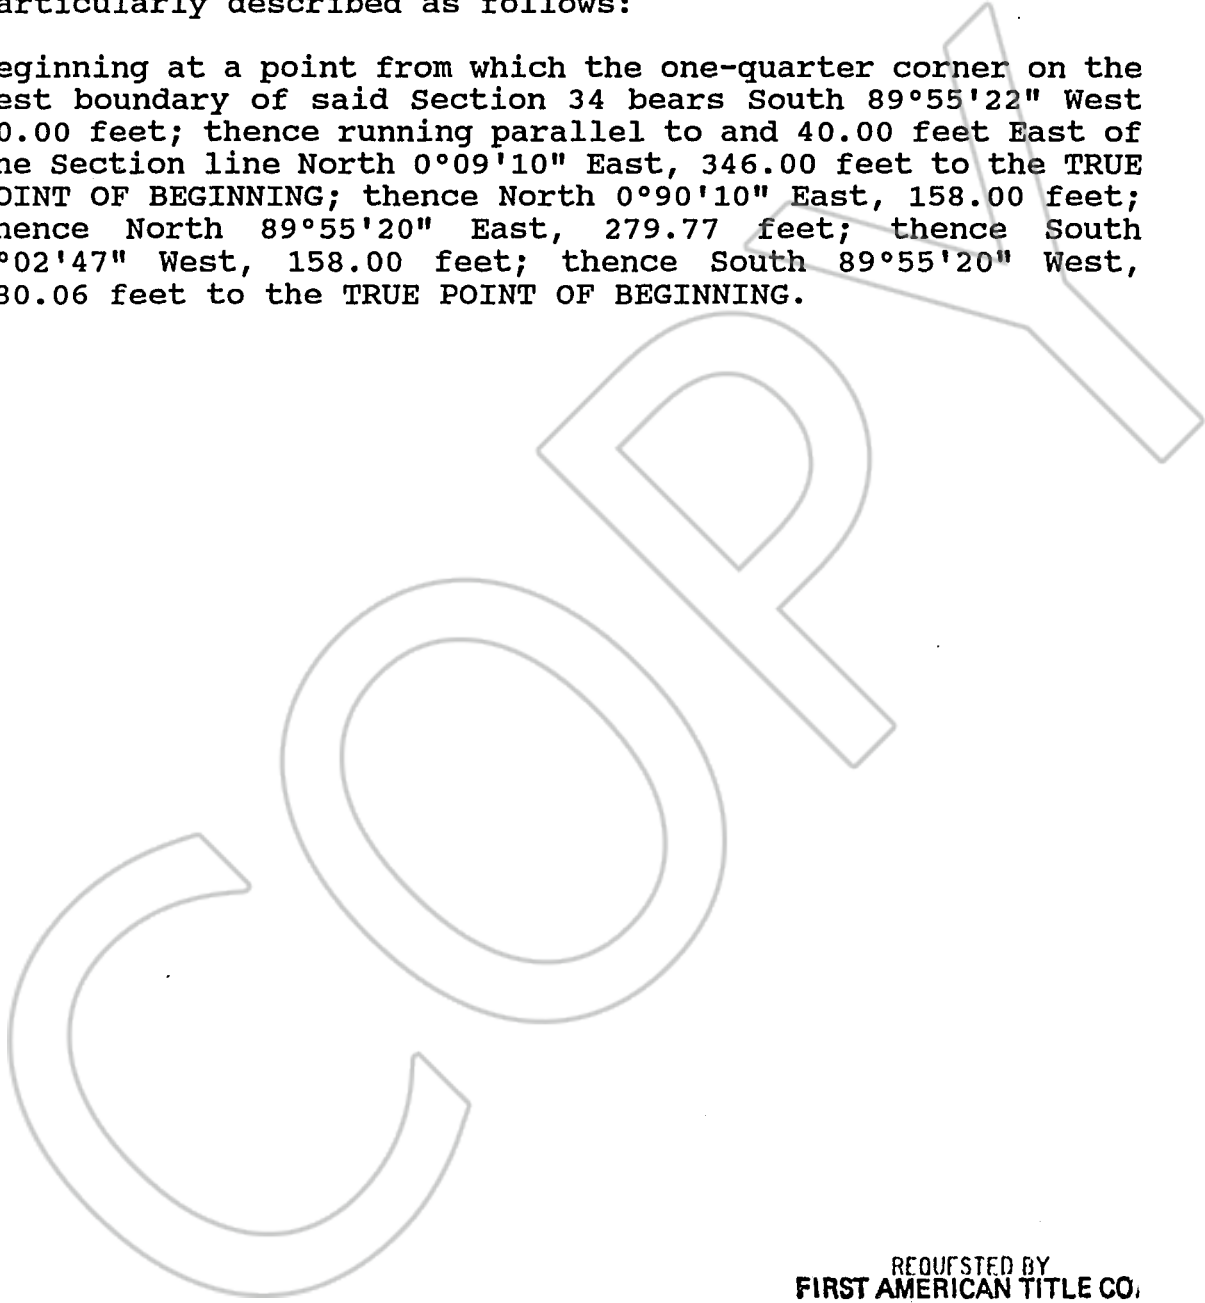 articularly described as follows:
eginning at a point from which the one-quarter corner on the
est boundary of said Section 34 bears South 89°55'22" West
0.00 feet; thence running parallel to and 40.00 feet East of
he Section line North 0°09'10" East, 346.00 feet to the TRUE
OINT OF BEGINNING; thence North 0°90'10" East, 158.00 feet;
hence North 89°55'20" East, 279.77 feet; thence South
°02'47" West, 158.00 feet; thence South 89°55'20" West,
80.06 feet to the TRUE POINT OF BEGINNING.
COPY
REQUESTED BY
FIRST AMERICAN TITLE CO.